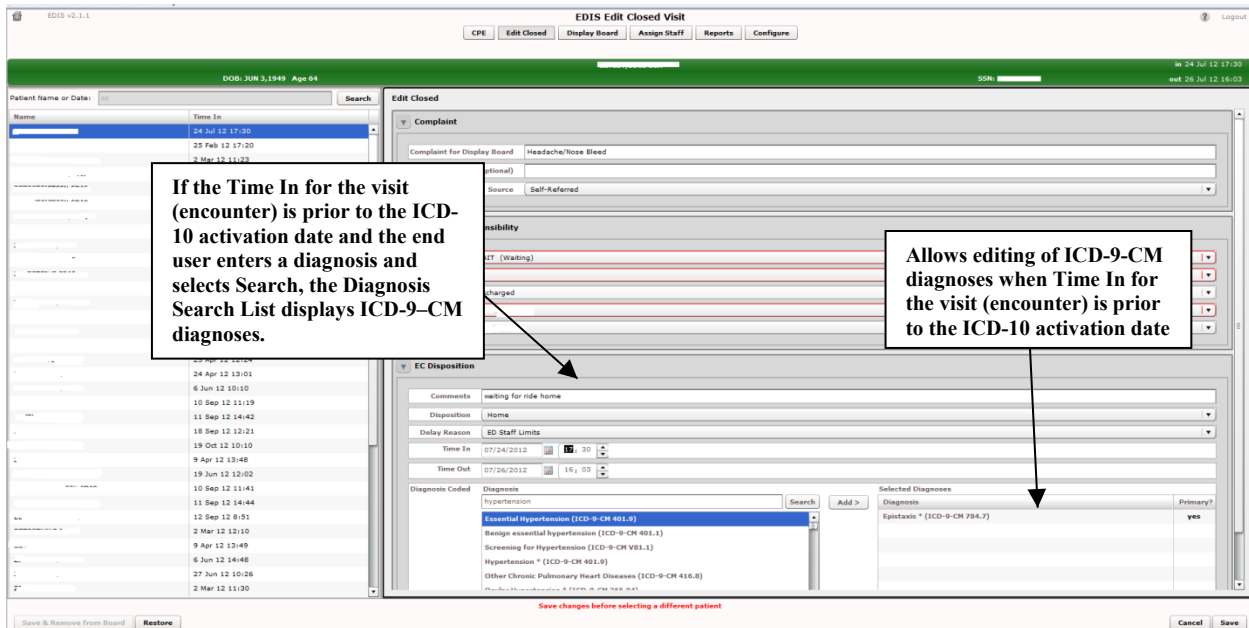 EDIS v2.1.1
EDIS Edit Closed Visit
Logout
CPE Edit Closed Display Board Assign Staff Reports Configure
in 24 Jul 12 17:30
DOB: JUN 3,1949 Age 64
SSN:
out 26 Jul 12 16:03
Patient Name or Date:
Search
Name Time In
24 Jul 12 17:30
25 Feb 12 17:20
2 Mar 12 11:23
24 Apr 12 13:01
6 Jun 12 10:10
10 Sep 12 11:19
11 Sep 12 14:42
18 Sep 12 12:21
19 Oct 12 10:10
9 Apr 12 13:48
19 Jun 12 12:02
10 Sep 12 11:41
11 Sep 12 14:44
12 Sep 12 8:51
2 Mar 12 12:10
9 Apr 12 13:49
6 Jun 12 14:48
27 Jun 12 10:26
2 Mar 12 11:30
If the Time In for the visit
(encounter) is prior to the ICD-
10 activation date and the end
user enters a diagnosis and
selects Search, the Diagnosis
Search List displays ICD-9–CM
diagnoses.
Edit Closed
Complaint
Complaint for Display Board Headache/Nose Bleed
Source Self-Referred
(Waiting)
Allows editing of ICD-9-CM
diagnoses when Time In for
the visit (encounter) is prior
to the ICD-10 activation date
EC Disposition
Comments waiting for ride home
Disposition Home
Delay Reason ED Staff Limits
Time In 07/24/2012 17: 30
Time Out 07/26/2012 16: 03
Diagnosis Coded Diagnosis
hypertension Search Add >
Essential Hypertension (ICD-9-CM 401.9)
Benign essential hypertension (ICD-9-CM 401.1)
Screening for Hypertension (ICD-9-CM V81.1)
Hypertension * (ICD-9-CM 401.9)
Other Chronic Pulmonary Heart Diseases (ICD-9-CM 416.8)
Selected Diagnoses
Diagnosis Primary?
Epistaxis * (ICD-9-CM 784.7) yes
Save changes before selecting a different patient
Save & Remove from Board Restore
Cancel Save